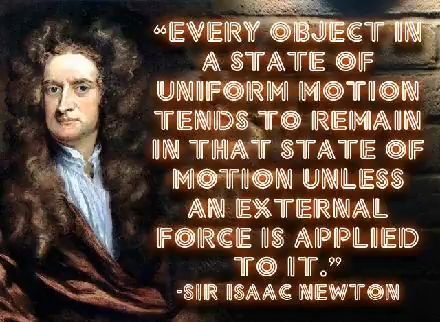 “EVERY OBJECT IN
A STATE OF
UNIFORM MOTION
TENDS TO REMAIN
IN THAT STATE OF
MOTION UNLESS
AN EXTERNAL
FORCE IS APPLIED
TO IT.”
-SIR ISAAC NEWTON